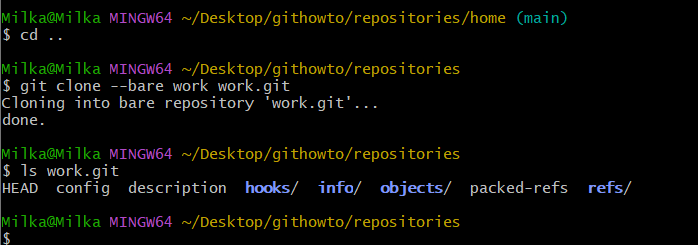 Milka@Milka MINGW64 ~/Desktop/githowto/repositories/home (main)
$ cd ..
Milka@Milka MINGW64 ~/Desktop/githowto/repositories
$ git clone --bare work work.git
Cloning into bare repository 'work.git'...
done.
Milka@Milka MINGW64 ~/Desktop/githowto/repositories
$ ls work.git
HEAD  config  description  hooks/  info/  objects/  packed-refs  refs/
Milka@Milka MINGW64 ~/Desktop/githowto/repositories
$